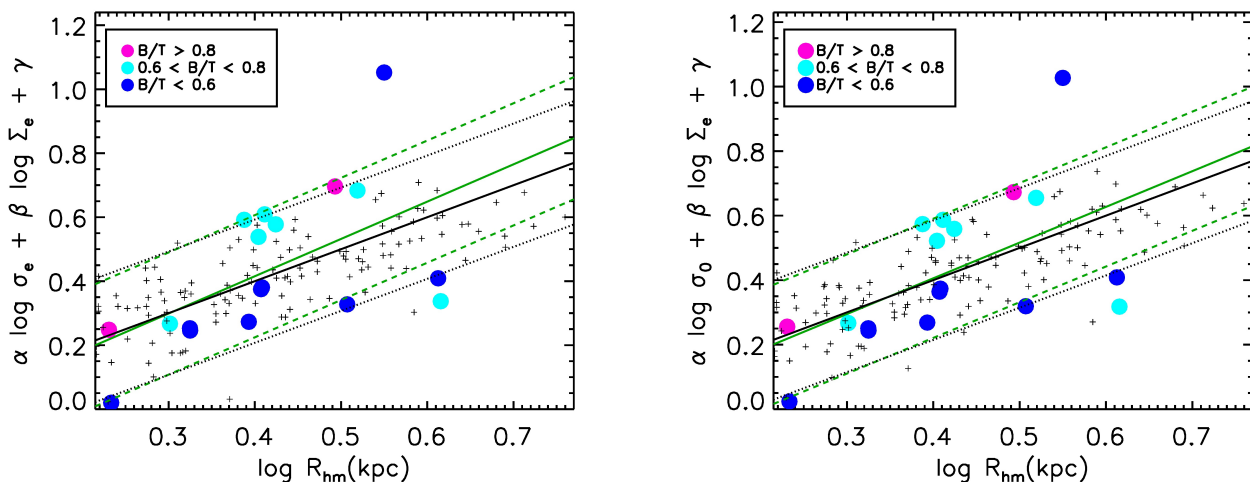 1.2
1.0
0.8
0.6
0.4
0.2
0.0
α log σe + β log Σe + γ
B/T > 0.8
0.6 < B/T < 0.8
B/T < 0.6
0.3 0.4 0.5 0.6 0.7
log Rhm(kpc)
1.2
1.0
0.8
0.6
0.4
0.2
0.0
α log σ0 + β log Σe + γ
B/T > 0.8
0.6 < B/T < 0.8
B/T < 0.6
0.3 0.4 0.5 0.6 0.7
log Rhm(kpc)